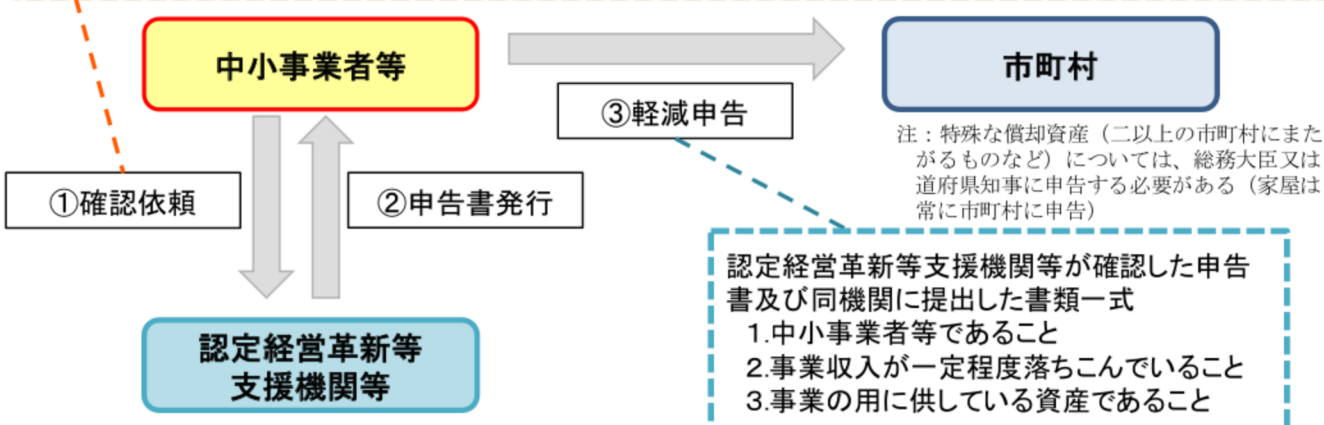 中小事業者等
市町村
③軽減申告
注：特殊な償却資産（二以上の市町村にまた
がるものなど）については、総務大臣又は
道府県知事に申告する必要がある（家屋は
常に市町村に申告）
①確認依頼
②申告書発行
認定経営革新等支援機関等が確認した申告
書及び同機関に提出した書類一式
1.中小事業者等であること
2.事業収入が一定程度落ちこんでいること
3.事業の用に供している資産であること
認定経営革新等
支援機関等